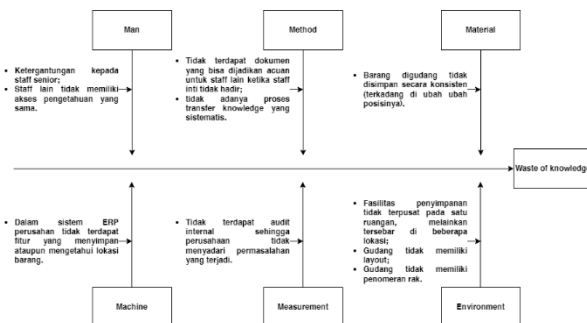 Man
Method
Material
• Ketergantungan kepada
staff senior;
• Staff lain tidak memiliki
akses pengetahuan yang
sama.
• Tidak terdapat dokumen
yang bisa dijadikan acuan
untuk staff lain ketika staff
inti tidak hadir;
• tidak adanya proses
transfer knowledge yang
sistematis.
• Barang digudang tidak
disimpan secara konsisten
(terkadang di ubah ubah
posisinya).
Waste of knowledge
• Dalam sistem ERP
perusahan tidak terdapat
fitur yang menyimpan
ataupun mengetahui lokasi
barang.
• Tidak terdapat audit
internal sehingga
perusahaan tidak
menyadari permasalahan
yang terjadi.
• Fasilitas penyimpanan
tidak terpusat pada satu
ruangan, melainkan
tersebar di beberapa
lokasi;
• Gudang tidak memiliki
layout;
• Gudang tidak memiliki
penomeran rak.
Machine
Measurement
Environment